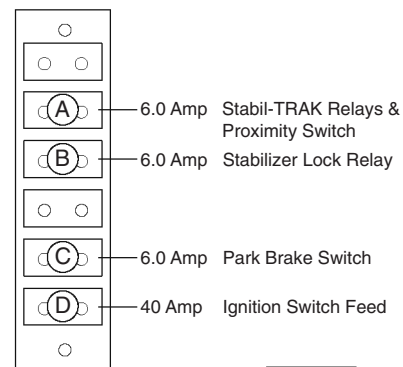 A 6.0 Amp Stabil-TRAK Relays &
Proximity Switch
B 6.0 Amp Stabilizer Lock Relay
C 6.0 Amp Park Brake Switch
D 40 Amp Ignition Switch Feed